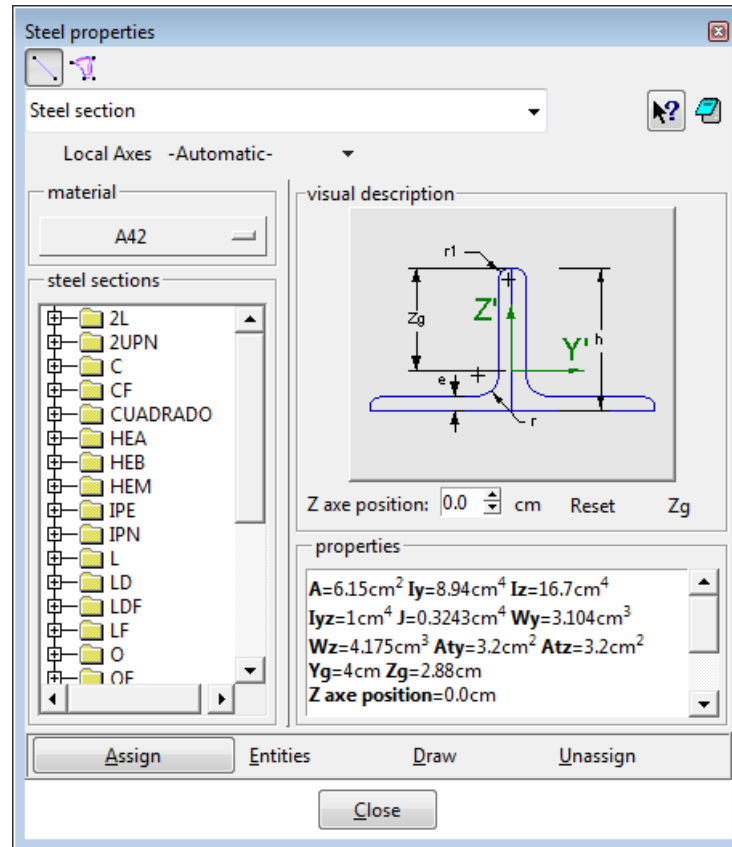 Steel properties
Steel section
Local Axes -Automatic-
material
A42
steel sections
2L
2UPN
C
CF
CUADRADO
HEA
HEB
HEM
IPE
IPN
L
LD
LDF
LF
O
OF
visual description
r1
Zg
Z'
Y'
h
e
r
Z axe position: 0.0 cm Reset Zg
properties
A=6.15cm² Iy=8.94cm⁴ Iz=16.7cm⁴
Iyz=1cm⁴ J=0.3243cm⁴ Wy=3.104cm³
Wz=4.175cm³ Aty=3.2cm² Atz=3.2cm²
Yg=4cm Zg=2.88cm
Z axe position=0.0cm
Assign Entities Draw Unassign
Close